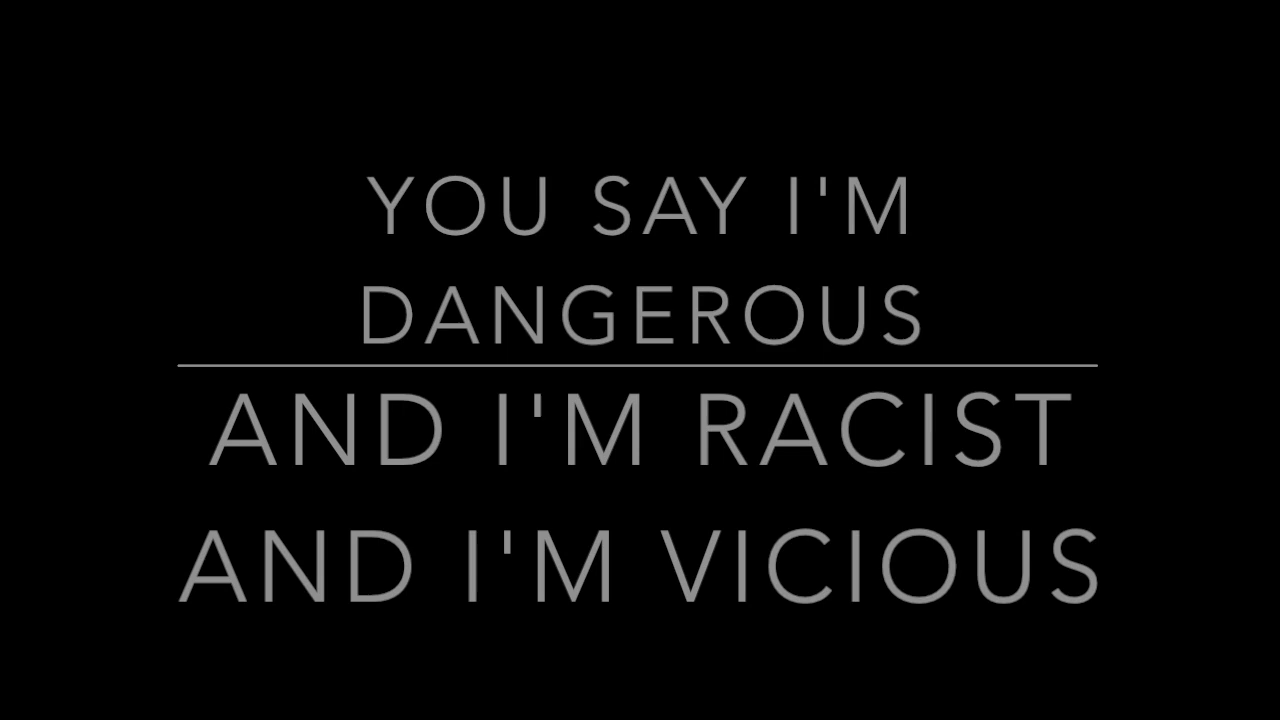 YOU SAY I'M
DANGEROUS
AND I'M RACIST
AND I'M VICIOUS